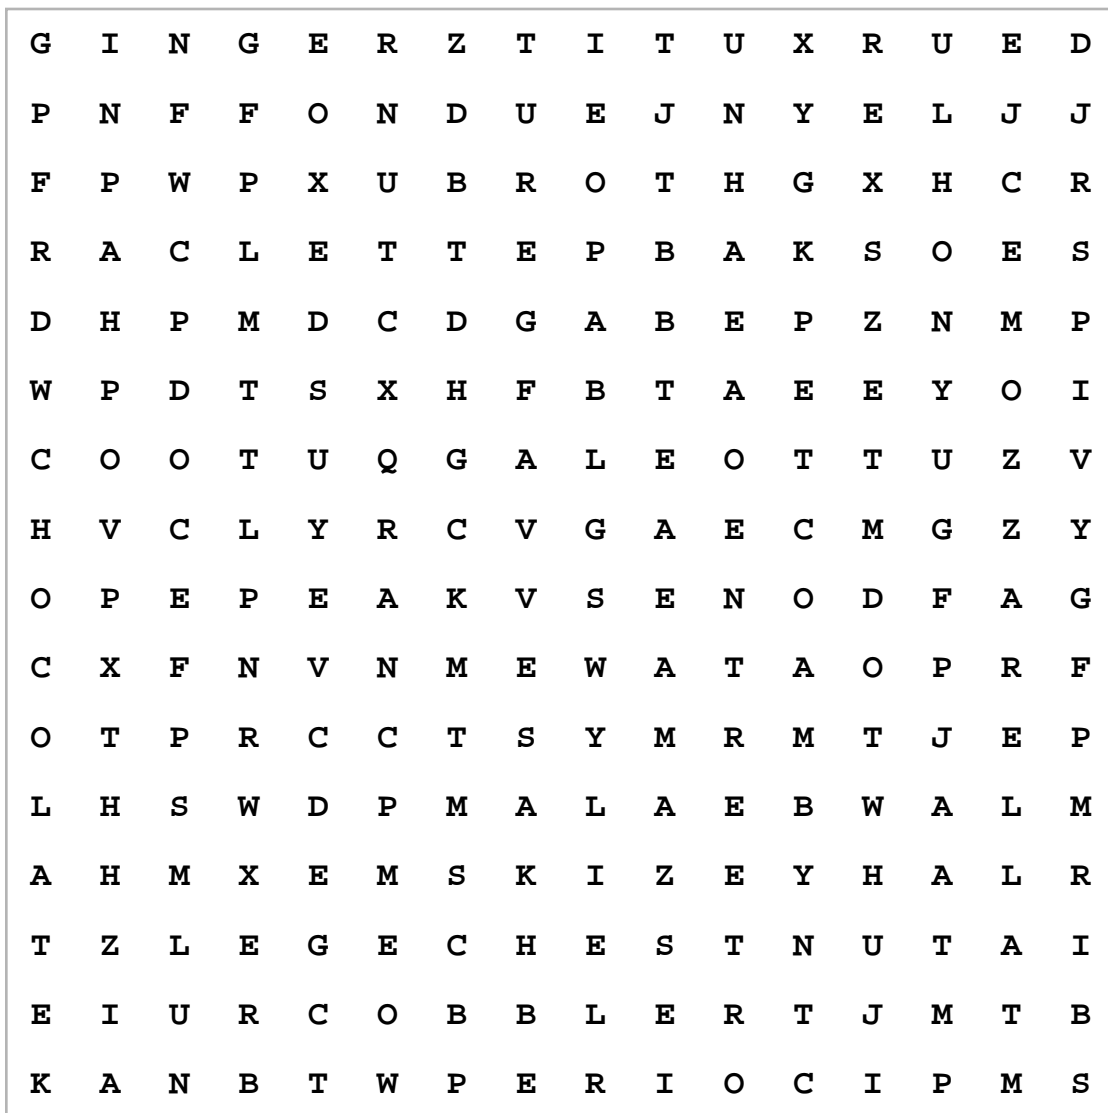 G I N G E R Z T I T U X R U E D
P N F F O N D U E J N Y E L J J
F P W P X U B R O T H G X H C R
R A C L E T T E P B A K S O E S
D H P M D C D G A B E P Z N M P
W P D T S X H F B T A E E Y O I
C O O T U Q G A L E O T T U Z V
H V C L Y R C V G A E C M G Z Y
O P E P E A K V S E N O D F A G
C X F N V N M E W A T A O P R F
O T P R C C T S Y M R M T J E P
L H S W D P M A L A E B W A L M
A H M X E M S K I Z E Y H A L R
T Z L E G E C H E S T N U T A I
E I U R C O B B L E R T J M T B
K A N B T W P E R I O C I P M S